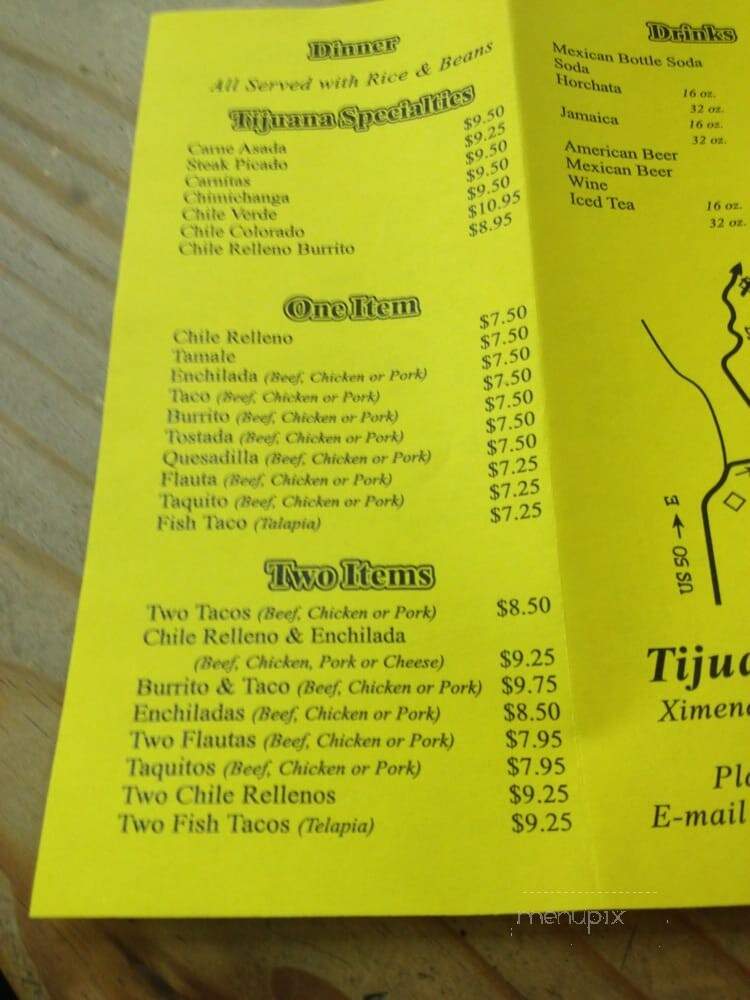 Dinner
All Served with Rice & Beans
Tijuana Specialties
Carne Asada $9.50
Steak Picado $9.25
Carnitas $9.50
Chimichanga $9.50
Chile Verde $9.50
Chile Colorado $10.95
Chile Relleno Burrito $8.95
One Item
Chile Relleno $7.50
Tamale $7.50
Enchilada (Beef, Chicken or Pork) $7.50
Taco (Beef, Chicken or Pork) $7.50
Burrito (Beef, Chicken or Pork) $7.50
Tostada (Beef, Chicken or Pork) $7.50
Quesadilla (Beef, Chicken or Pork) $7.50
Flauta (Beef, Chicken or Pork) $7.25
Taquito (Beef, Chicken or Pork) $7.25
Fish Taco (Talapia) $7.25
Two Items
Two Tacos (Beef, Chicken or Pork) $8.50
Chile Relleno & Enchilada
(Beef, Chicken, Pork or Cheese) $9.25
Burrito & Taco (Beef, Chicken or Pork) $9.75
Enchiladas (Beef, Chicken or Pork) $8.50
Two Flautas (Beef, Chicken or Pork) $7.95
Taquitos (Beef, Chicken or Pork) $7.95
Two Chile Rellenos $9.25
Two Fish Tacos (Telapia) $9.25
Drinks
Mexican Bottle Soda
Soda
Horchata 16 oz.
32 oz.
Jamaica 16 oz.
32 oz.
American Beer
Mexican Beer
Wine
Iced Tea 16 oz.
32 oz.
US 50 → E
Tijua
Ximeno
Pla
E-mail
menupix